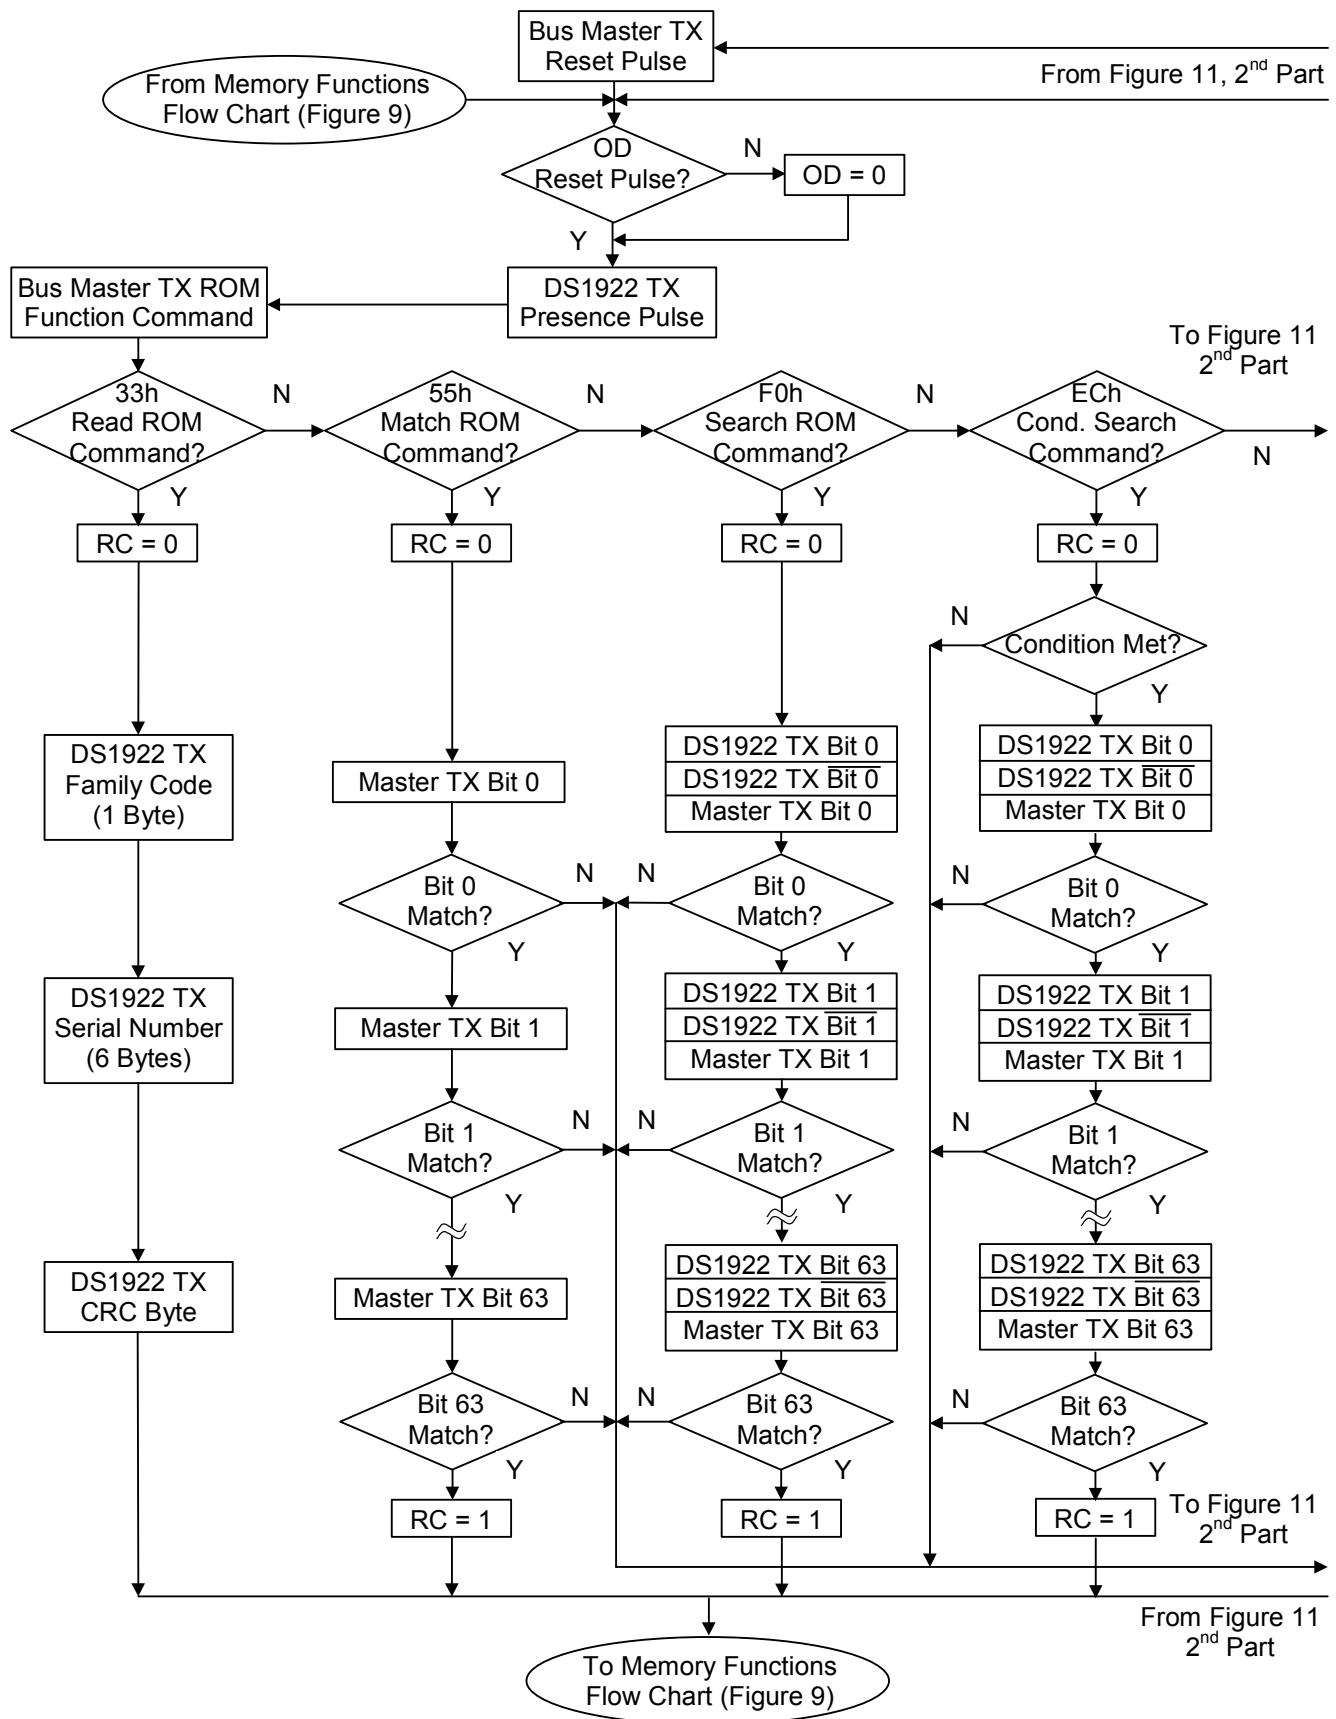 Bus Master TX
Reset Pulse
From Figure 11, 2nd Part
From Memory Functions
Flow Chart (Figure 9)
OD
Reset Pulse?
N
OD = 0
Y
Bus Master TX ROM
Function Command
DS1922 TX
Presence Pulse
To Figure 11
2nd Part
33h
Read ROM
Command?
N
55h
Match ROM
Command?
N
F0h
Search ROM
Command?
N
ECh
Cond. Search
Command?
N
Y
Y
Y
Y
RC = 0
RC = 0
RC = 0
RC = 0
N
Condition Met?
Y
DS1922 TX
Family Code
(1 Byte)
Master TX Bit 0
DS1922 TX Bit 0
DS1922 TX B̅i̅t̅ ̅0̅
Master TX Bit 0
DS1922 TX Bit 0
DS1922 TX B̅i̅t̅ ̅0̅
Master TX Bit 0
Bit 0
Match?
N
N
Bit 0
Match?
N
Bit 0
Match?
Y
Y
Y
DS1922 TX
Serial Number
(6 Bytes)
Master TX Bit 1
DS1922 TX Bit 1
DS1922 TX B̅i̅t̅ ̅1̅
Master TX Bit 1
DS1922 TX Bit 1
DS1922 TX B̅i̅t̅ ̅1̅
Master TX Bit 1
Bit 1
Match?
N
N
Bit 1
Match?
N
Bit 1
Match?
Y
Y
Y
DS1922 TX
CRC Byte
Master TX Bit 63
DS1922 TX Bit 63
DS1922 TX B̅i̅t̅ ̅6̅3̅
Master TX Bit 63
DS1922 TX Bit 63
DS1922 TX B̅i̅t̅ ̅6̅3̅
Master TX Bit 63
Bit 63
Match?
N
N
Bit 63
Match?
N
Bit 63
Match?
Y
Y
Y
RC = 1
RC = 1
RC = 1
To Figure 11
2nd Part
From Figure 11
2nd Part
To Memory Functions
Flow Chart (Figure 9)